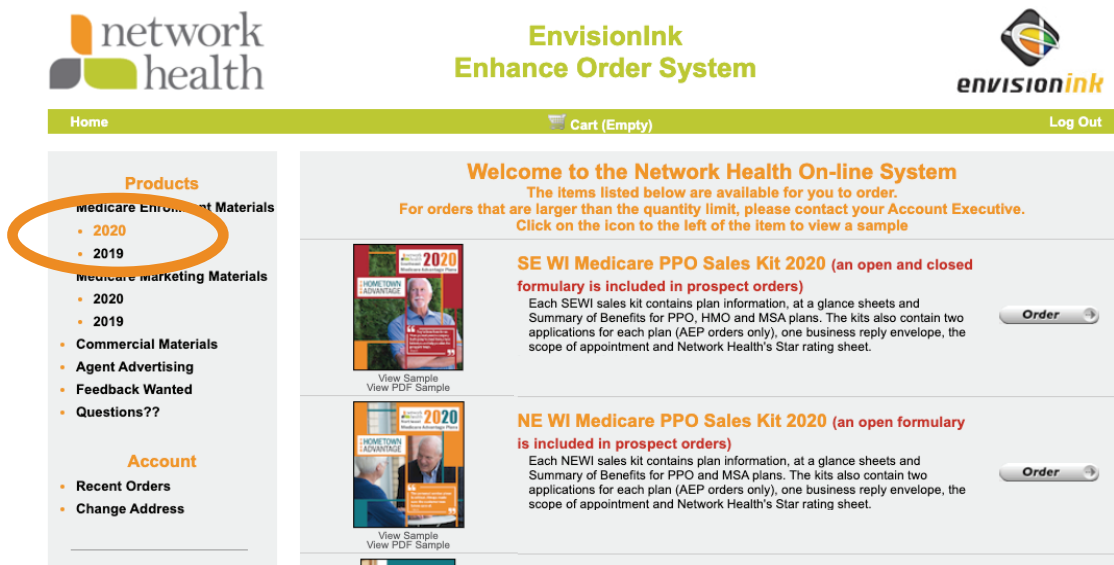 network
health
EnvisionInk
Enhance Order System
envisionink
Home
Cart (Empty)
Log Out
Products
Medicare Enrollment Materials
2020
2019
Medicare Marketing Materials
2020
2019
Commercial Materials
Agent Advertising
Feedback Wanted
Questions??
Account
Recent Orders
Change Address
Welcome to the Network Health On-line System
The items listed below are available for you to order.
For orders that are larger than the quantity limit, please contact your Account Executive.
Click on the icon to the left of the item to view a sample
2020
Medicare Advantage Plans
HOMETOWN
ADVANTAGE
View Sample
View PDF Sample
SE WI Medicare PPO Sales Kit 2020 (an open and closed
formulary is included in prospect orders)
Each SEWI sales kit contains plan information, at a glance sheets and
Summary of Benefits for PPO, HMO and MSA plans. The kits also contain two
applications for each plan (AEP orders only), one business reply envelope, the
scope of appointment and Network Health's Star rating sheet.
Order
2020
Medicare Advantage Plans
HOMETOWN
ADVANTAGE
View Sample
View PDF Sample
NE WI Medicare PPO Sales Kit 2020 (an open formulary
is included in prospect orders)
Each NEWI sales kit contains plan information, at a glance sheets and
Summary of Benefits for PPO and MSA plans. The kits also contain two
applications for each plan (AEP orders only), one business reply envelope, the
scope of appointment and Network Health's Star rating sheet.
Order